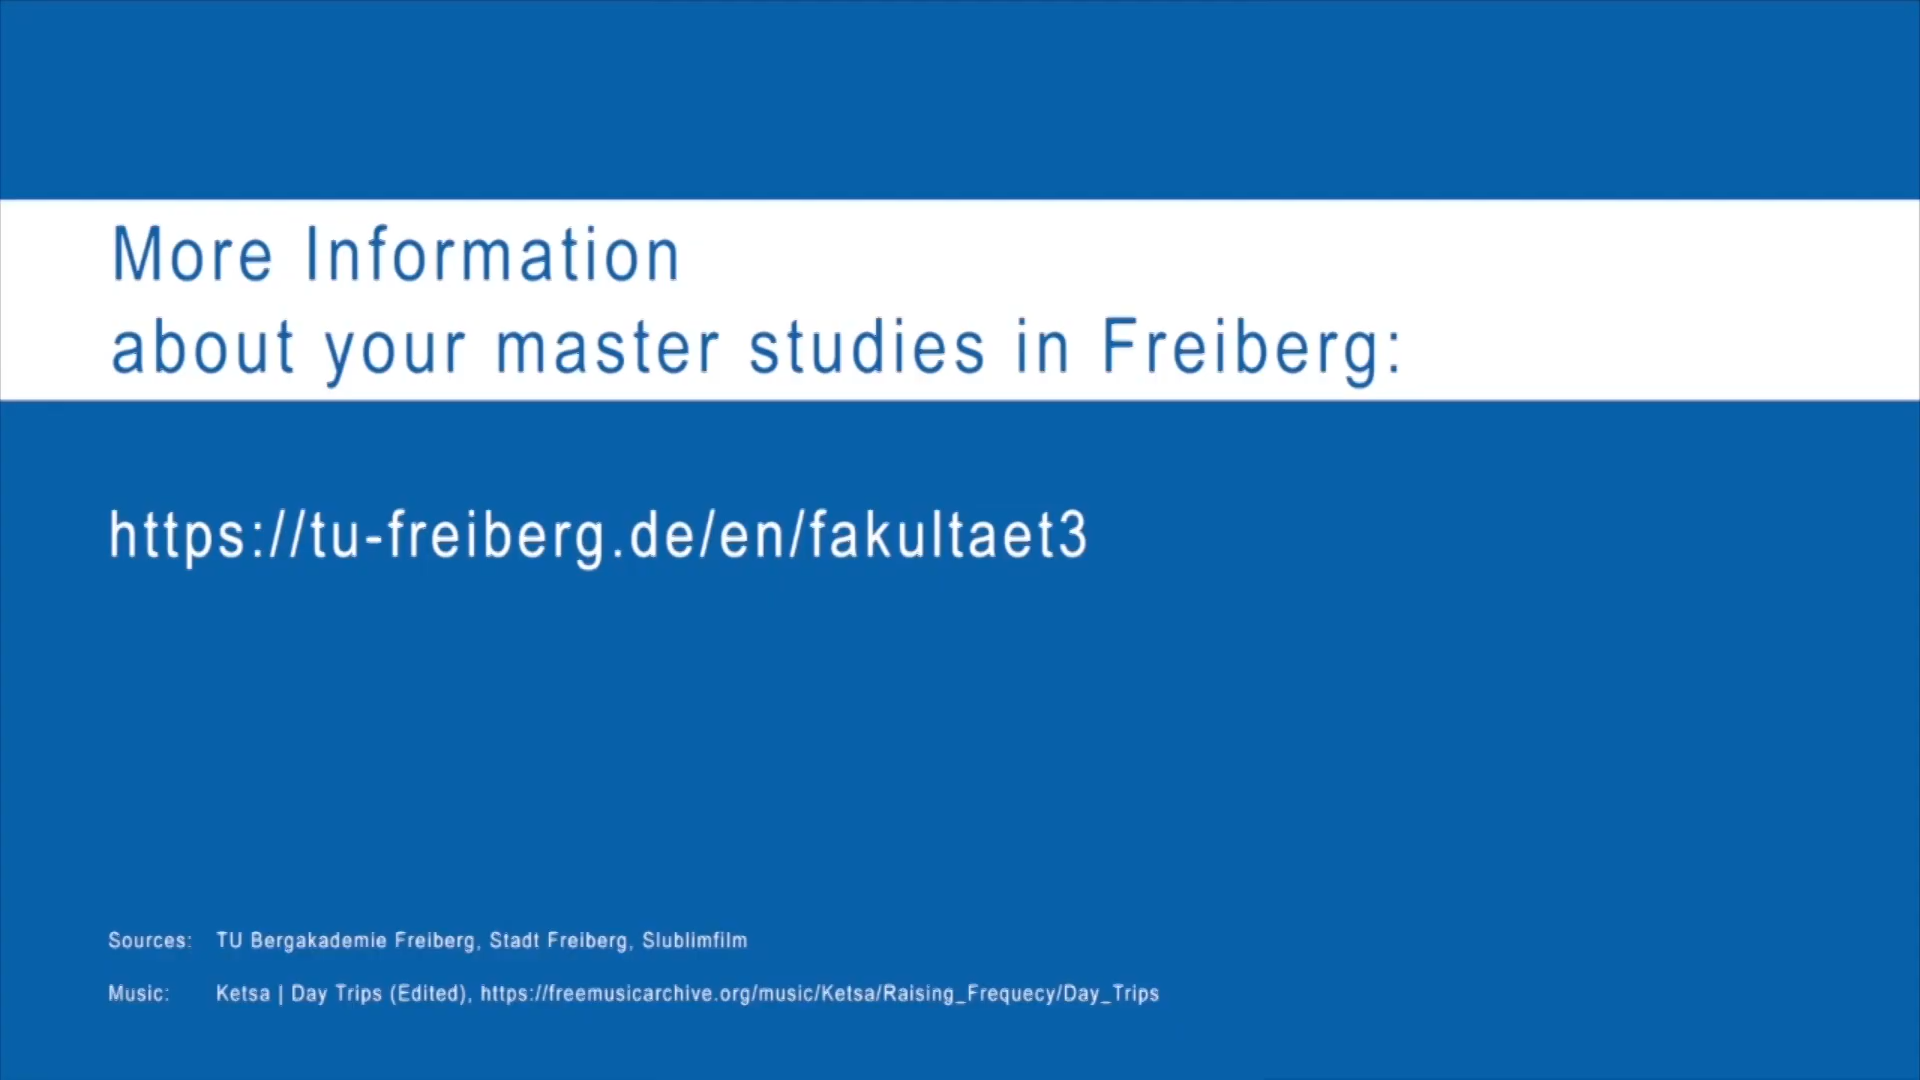 More Information
about your master studies in Freiberg:
https://tu-freiberg.de/en/fakultaet3
Sources: TU Bergakademie Freiberg, Stadt Freiberg, Slublimfilm
Music: Ketsa | Day Trips (Edited), https://freemusicarchive.org/music/Ketsa/Raising_Frequecy/Day_Trips